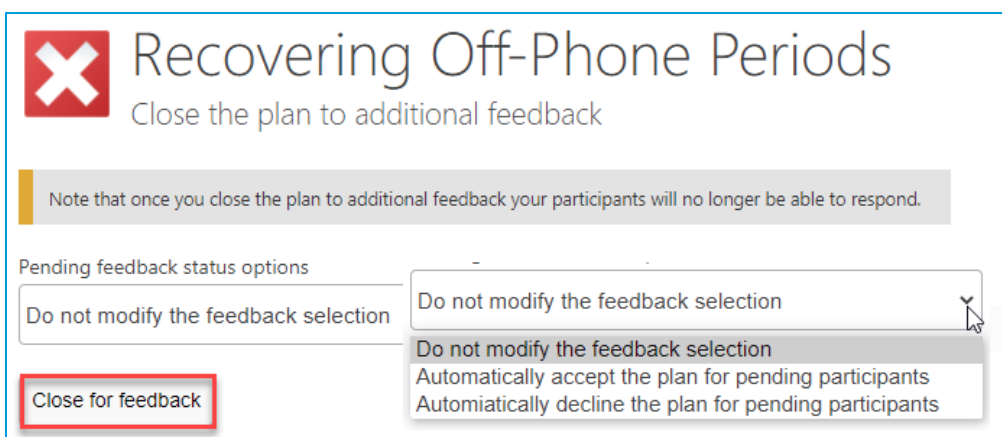 Recovering Off-Phone Periods
Close the plan to additional feedback
Note that once you close the plan to additional feedback your participants will no longer be able to respond.
Pending feedback status options
Do not modify the feedback selection
Do not modify the feedback selection
Do not modify the feedback selection
Automatically accept the plan for pending participants
Automiatically decline the plan for pending participants
Close for feedback